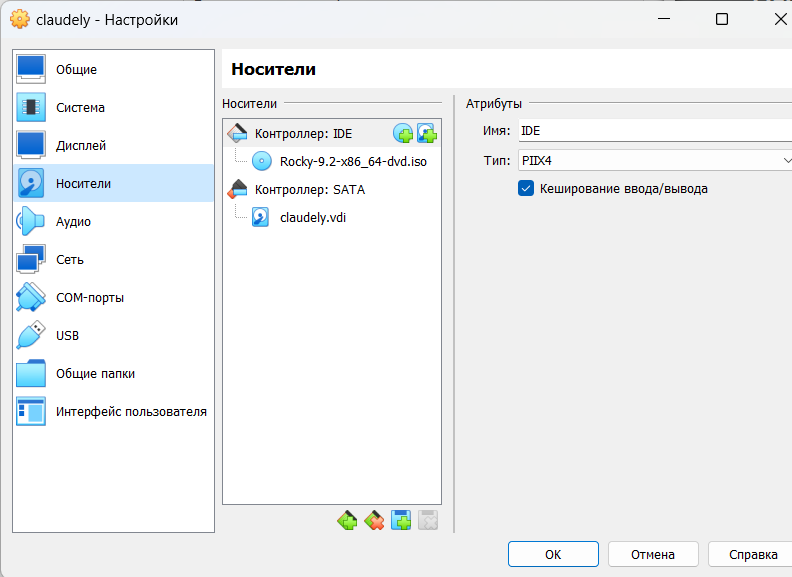 claudely - Настройки
Общие
Система
Дисплей
Носители
Аудио
Сеть
COM-порты
USB
Общие папки
Интерфейс пользователя
Носители
Носители
Контроллер: IDE
Rocky-9.2-x86_64-dvd.iso
Контроллер: SATA
claudely.vdi
Атрибуты
Имя: IDE
Тип: PIIX4
Кеширование ввода/вывода
ОК Отмена Справка